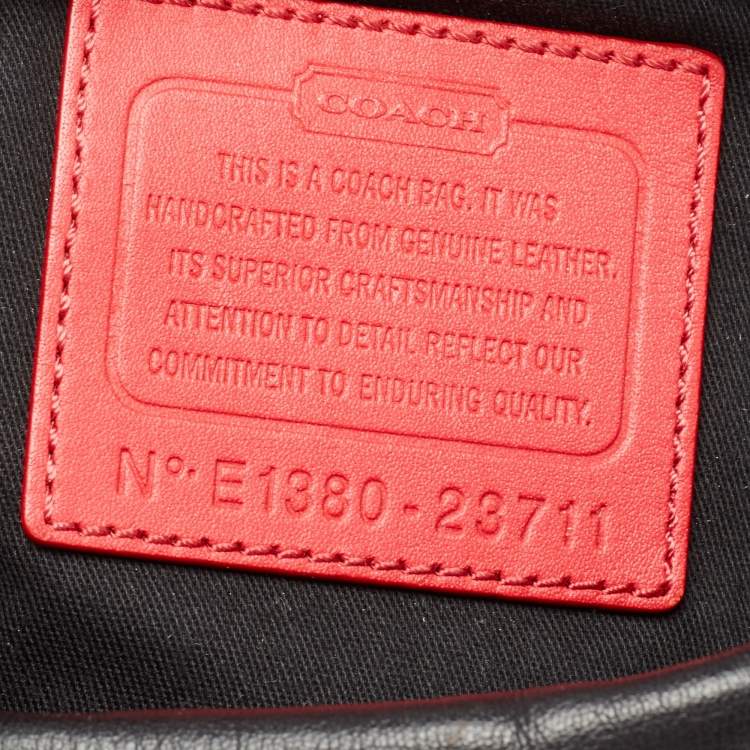 COACH
THIS IS A COACH BAG. IT WAS
HANDCRAFTED FROM GENUINE LEATHER.
ITS SUPERIOR CRAFTSMANSHIP AND
ATTENTION TO DETAIL REFLECT OUR
COMMITMENT TO ENDURING QUALITY.
Nº. E1380-23711